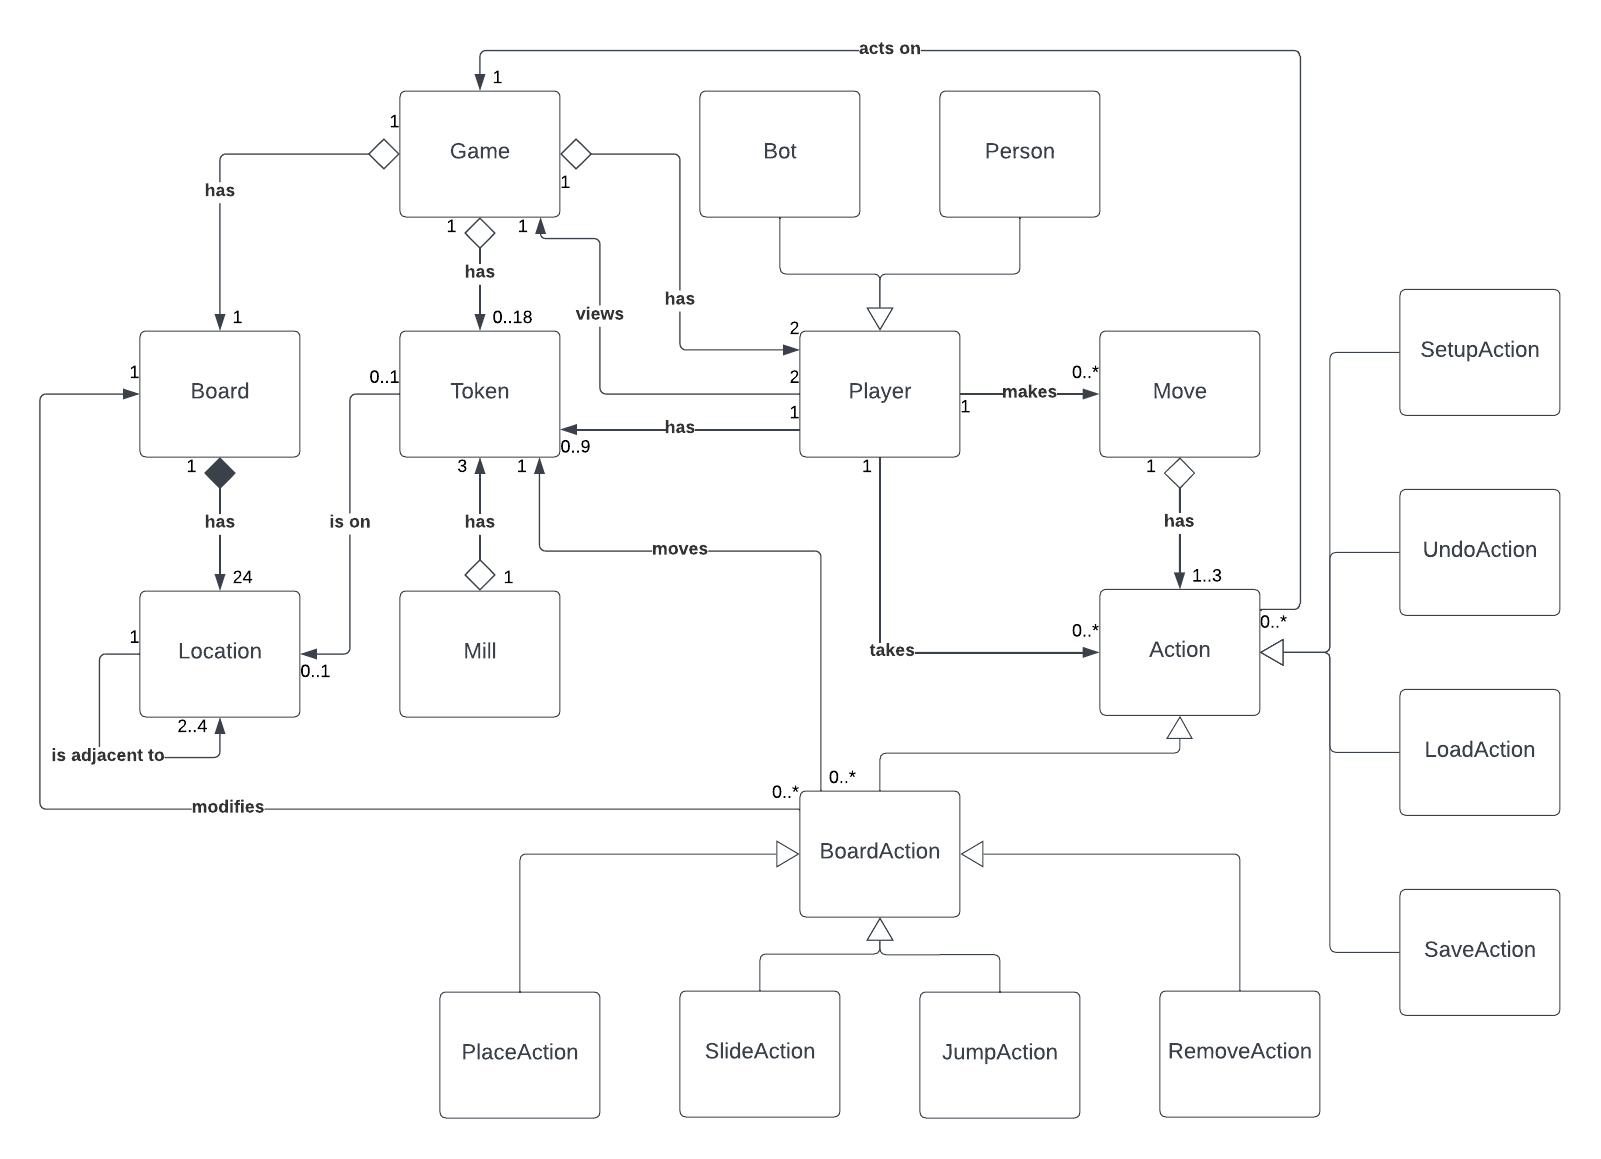 acts on
1
1
Game
Bot
Person
1
has
1
1
has
0..18
views
has
2
1
SetupAction
1
Board
0..1
Token
2
1
Player
0..*
makes
1
Move
has
0..9
1
3
1
1
1
has
is on
has
moves
has
UndoAction
24
1
1..3
1
Location
0..1
Mill
takes
0..*
0..*
Action
2..4
is adjacent to
LoadAction
0..*
0..*
modifies
BoardAction
SaveAction
PlaceAction
SlideAction
JumpAction
RemoveAction